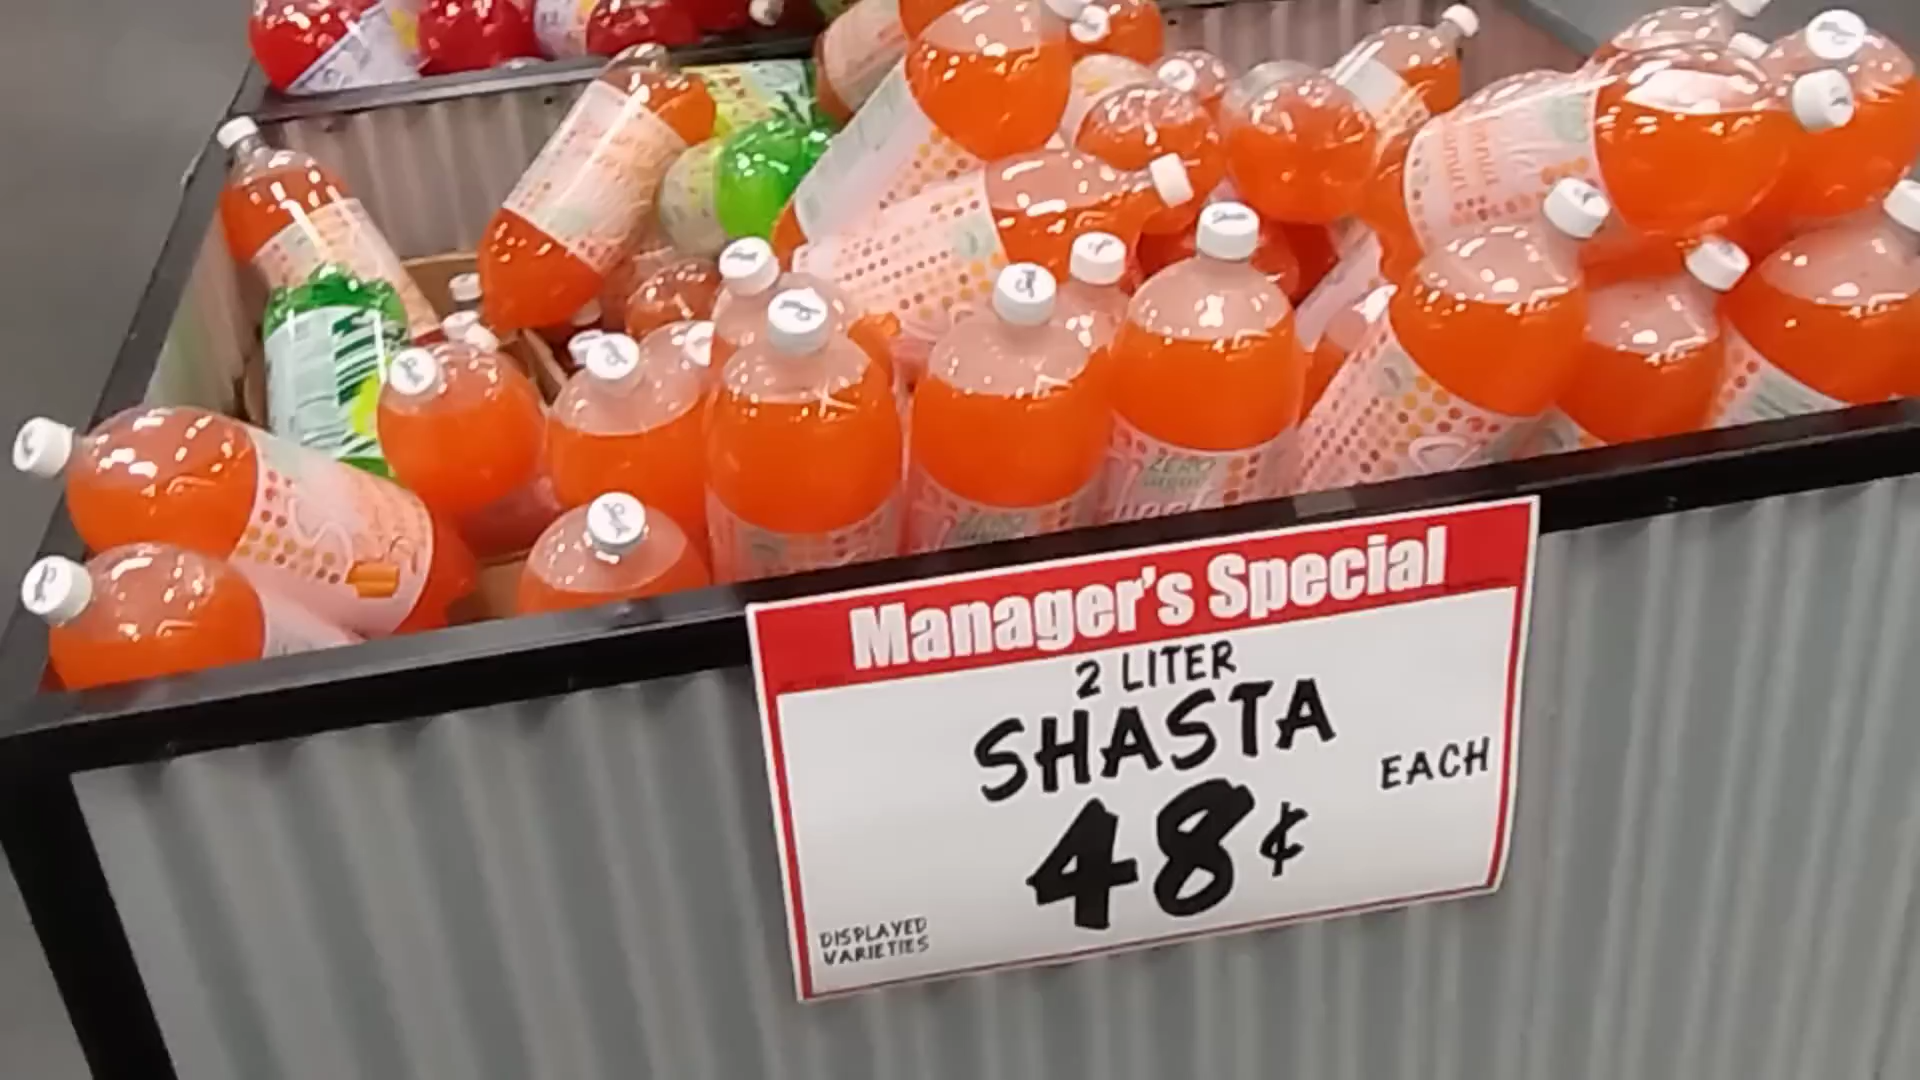 Manager's Special
2 LITER
SHASTA
48¢
EACH
DISPLAYED
VARIETIES
ZERO